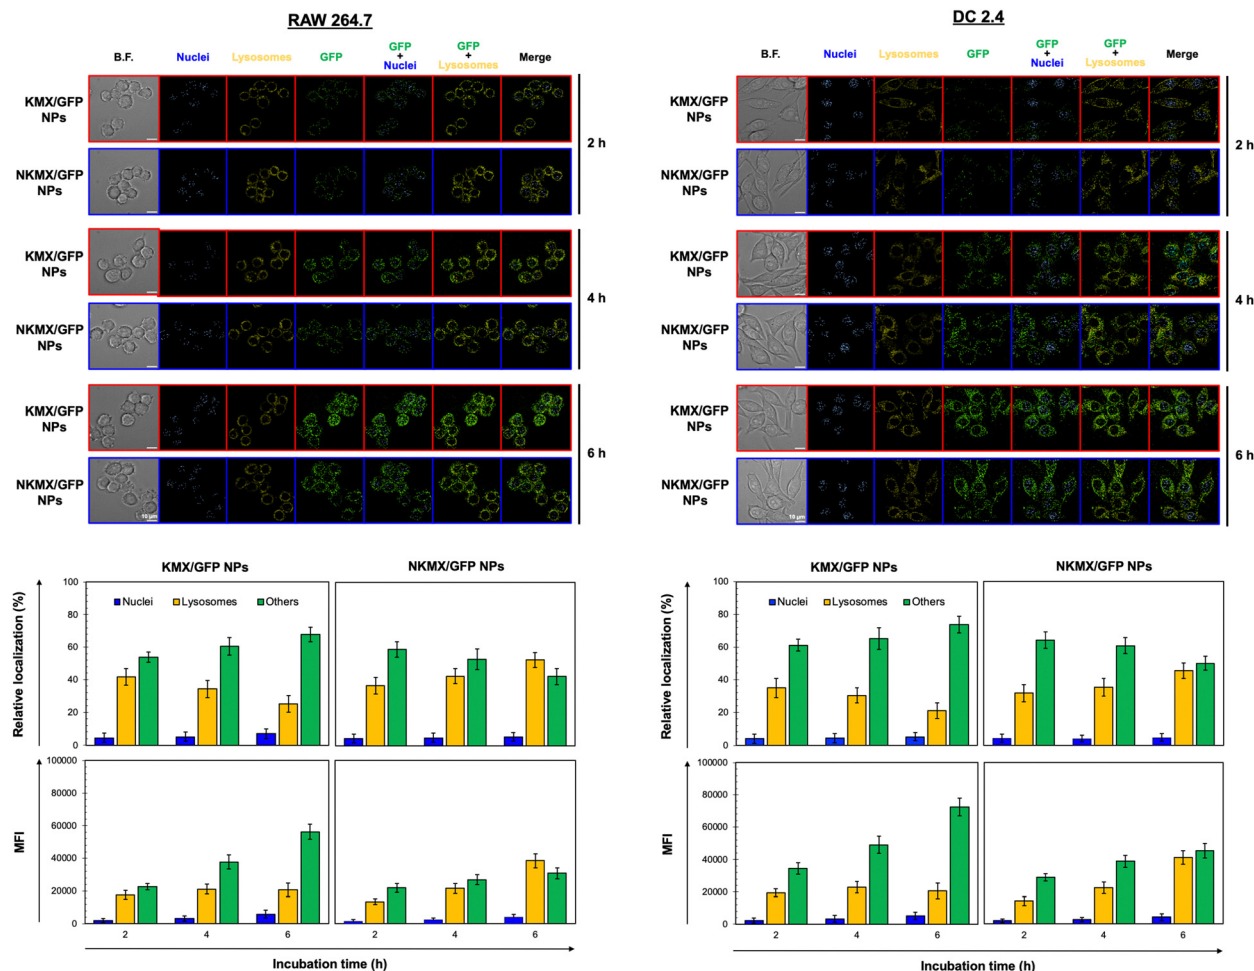 RAW 264.7
B.F. Nuclei Lysosomes GFP GFP + Nuclei GFP + Lysosomes Merge
KMX/GFP NPs
NKMX/GFP NPs
2 h
KMX/GFP NPs
NKMX/GFP NPs
4 h
KMX/GFP NPs
NKMX/GFP NPs
6 h
10 μm
DC 2.4
B.F. Nuclei Lysosomes GFP GFP + Nuclei GFP + Lysosomes Merge
KMX/GFP NPs
NKMX/GFP NPs
2 h
KMX/GFP NPs
NKMX/GFP NPs
4 h
KMX/GFP NPs
NKMX/GFP NPs
6 h
10 μm
KMX/GFP NPs NKMX/GFP NPs
Relative localization (%)
100
80
60
40
20
0
Nuclei Lysosomes Others
MFI
100000
80000
60000
40000
20000
0
2 4 6 2 4 6
Incubation time (h)
KMX/GFP NPs NKMX/GFP NPs
Relative localization (%)
100
80
60
40
20
0
Nuclei Lysosomes Others
MFI
100000
80000
60000
40000
20000
0
2 4 6 2 4 6
Incubation time (h)